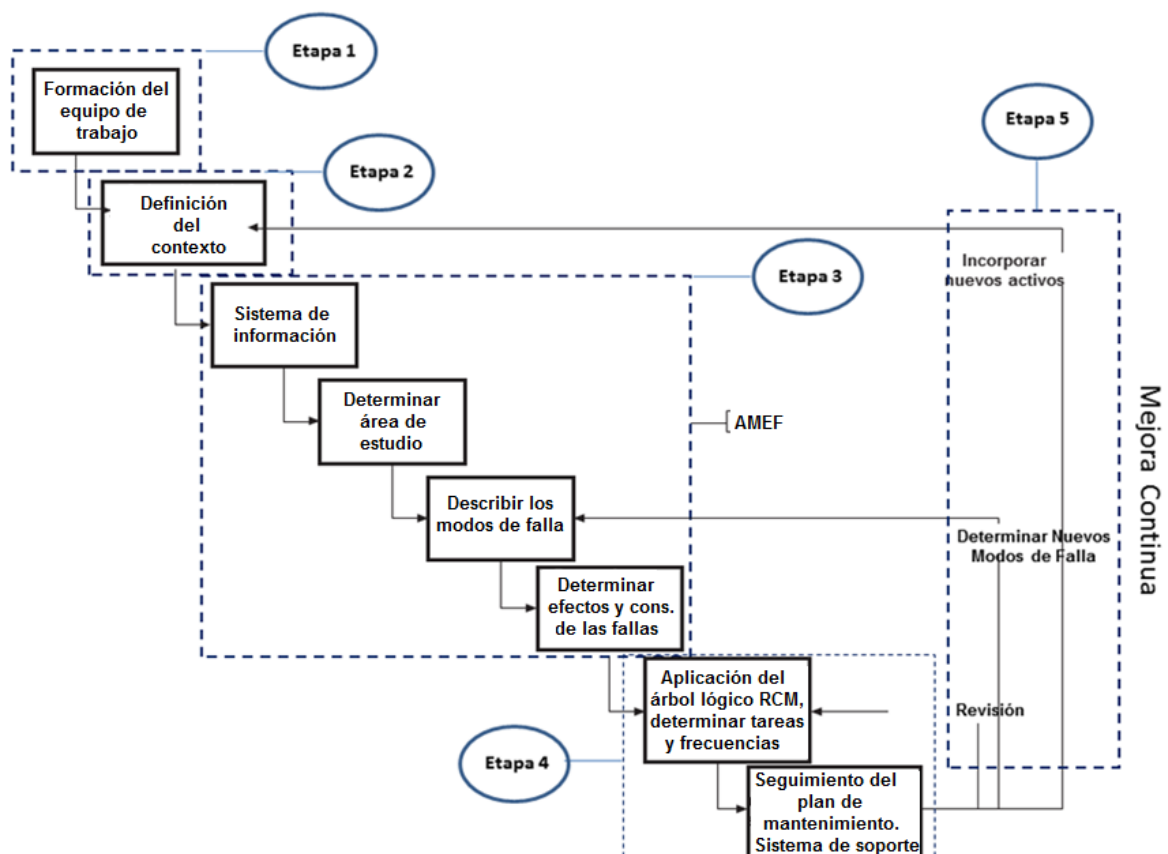 Etapa 1
Formación del
equipo de
trabajo
Etapa 2
Definición
del
contexto
Etapa 3
Sistema de
información
Determinar
área de
estudio
AMEF
Describir los
modos de falla
Determinar
efectos y cons.
de las fallas
Etapa 4
Aplicación del
árbol lógico RCM,
determinar tareas
y frecuencias
Seguimiento del
plan de
mantenimiento.
Sistema de soporte
Etapa 5
Incorporar
nuevos activos
Determinar Nuevos
Modos de Falla
Revisión
Mejora Continua